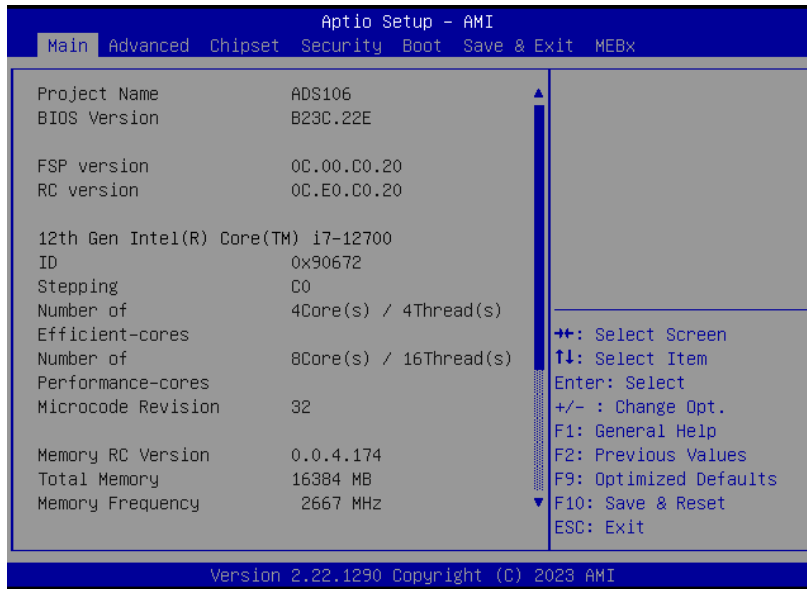 Aptio Setup – AMI
Main Advanced Chipset Security Boot Save & Exit MEBx
Project Name ADS106
BIOS Version B23C.22E
FSP version 0C.00.C0.20
RC version 0C.E0.C0.20
12th Gen Intel(R) Core(TM) i7-12700
ID 0x90672
Stepping C0
Number of 4Core(s) / 4Thread(s)
Efficient-cores
Number of 8Core(s) / 16Thread(s)
Performance-cores
Microcode Revision 32
Memory RC Version 0.0.4.174
Total Memory 16384 MB
Memory Frequency 2667 MHz
→←: Select Screen
↑↓: Select Item
Enter: Select
+/- : Change Opt.
F1: General Help
F2: Previous Values
F9: Optimized Defaults
F10: Save & Reset
ESC: Exit
Version 2.22.1290 Copyright (C) 2023 AMI